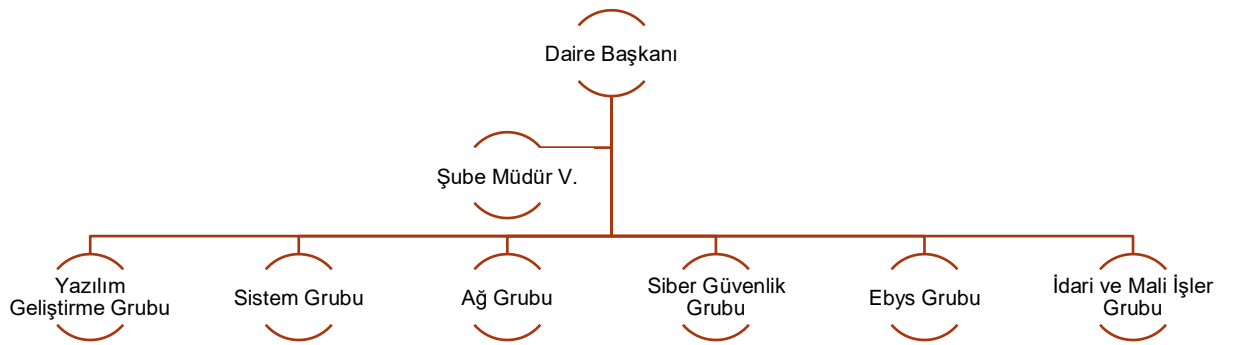 Daire Başkanı
Şube Müdür V.
Yazılım
Geliştirme Grubu
Sistem Grubu
Ağ Grubu
Siber Güvenlik
Grubu
Ebys Grubu
İdari ve Mali İşler
Grubu